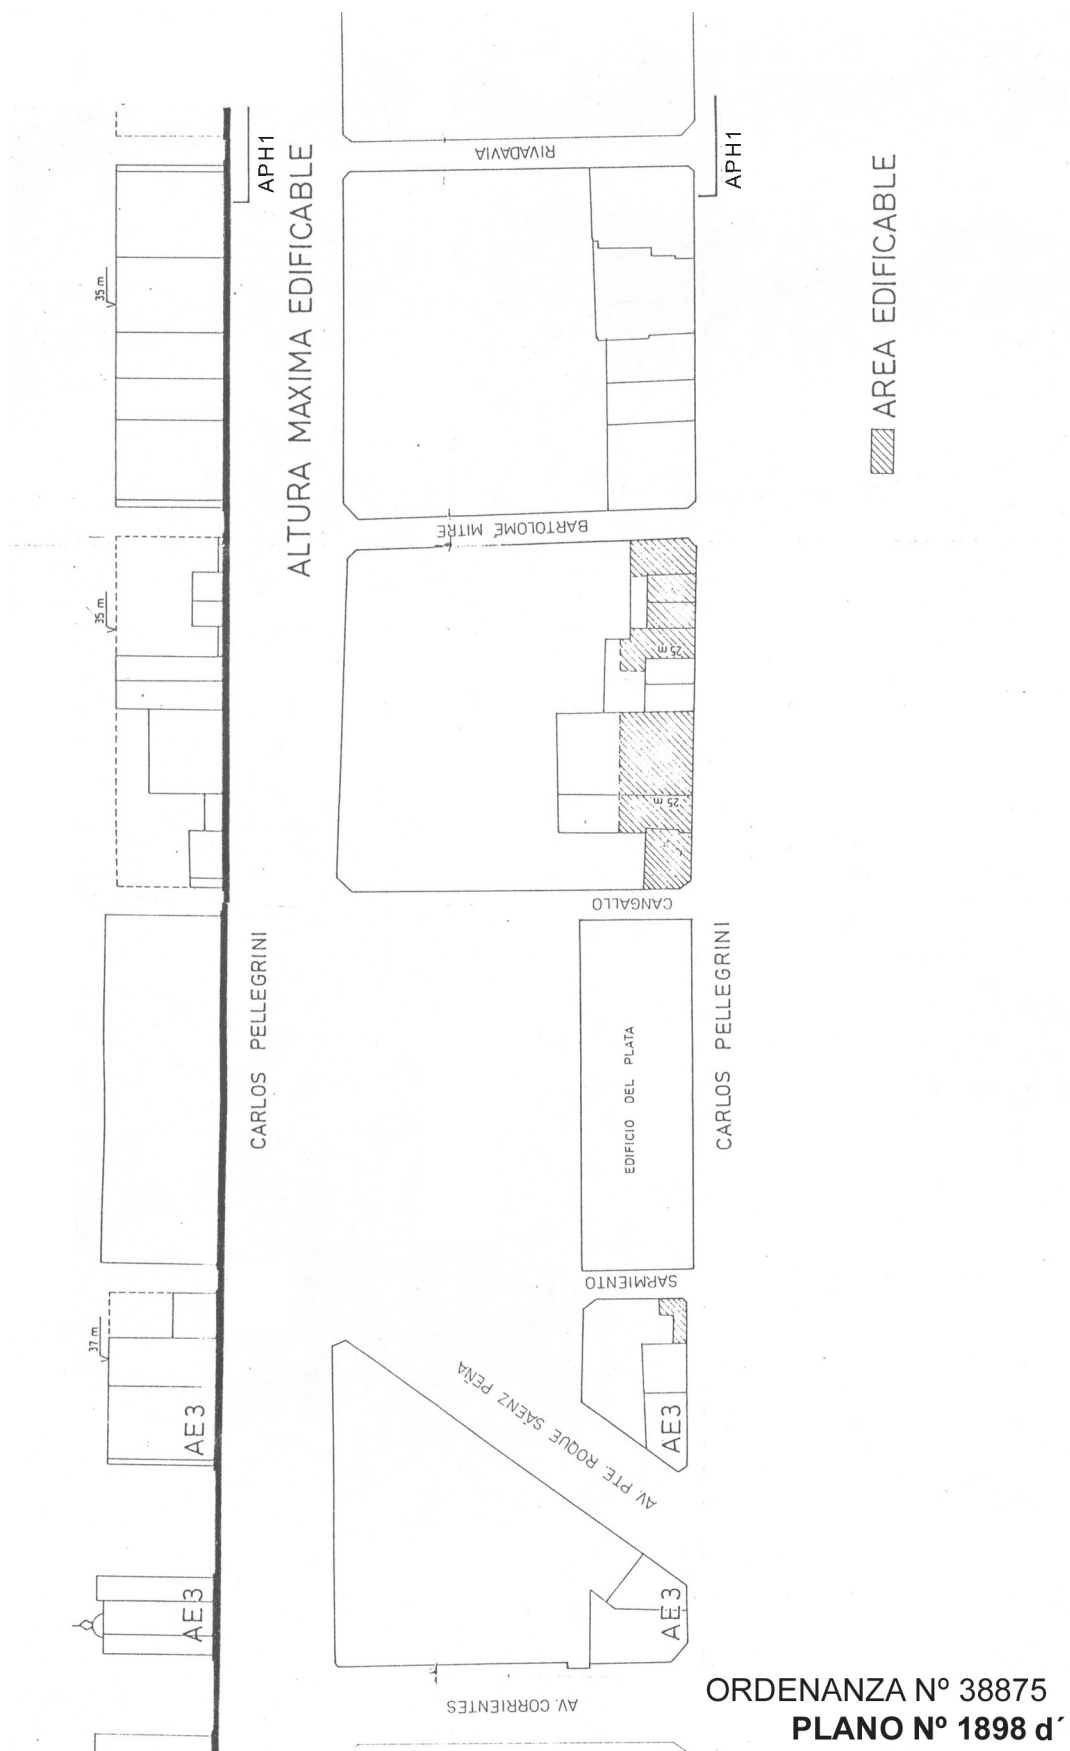 RIVADAVIA
APH1
APH1
ALTURA MAXIMA EDIFICABLE
AREA EDIFICABLE
35 m
BARTOLOMÉ MITRE
35 m
25 m
25 m
CANGALLO
CARLOS PELLEGRINI
CARLOS PELLEGRINI
EDIFICIO DEL PLATA
SARMIENTO
37 m
AV. PTE. ROQUE SÁENZ PEÑA
AE3
AE3
AE3
AE3
AV. CORRIENTES
ORDENANZA Nº 38875
PLANO Nº 1898 d´